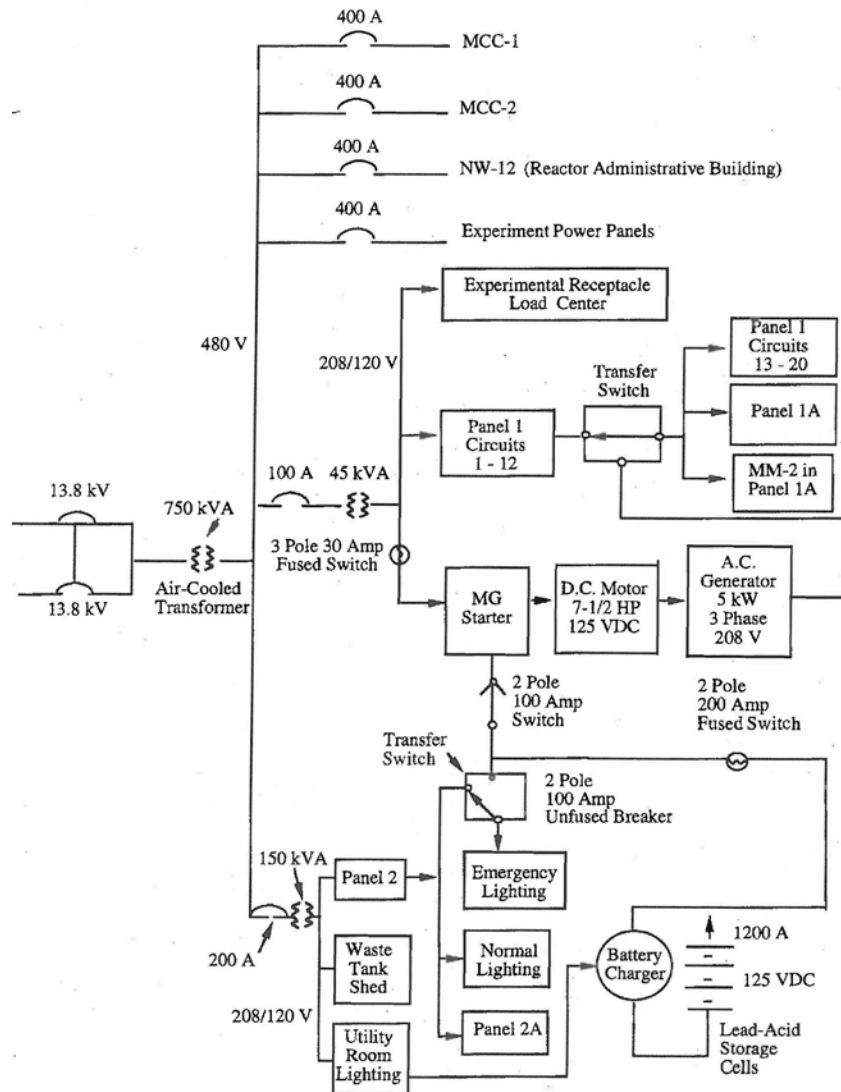 400 A
MCC-1
400 A
MCC-2
400 A
NW-12 (Reactor Administrative Building)
400 A
Experiment Power Panels
Experimental Receptacle
Load Center
480 V
208/120 V
Panel 1
Circuits
13 - 20
Transfer
Switch
Panel 1
Circuits
1 - 12
Panel 1A
MM-2 in
Panel 1A
100 A
45 kVA
13.8 kV
750 kVA
13.8 kV
Air-Cooled
Transformer
3 Pole 30 Amp
Fused Switch
MG
Starter
D.C. Motor
7-1/2 HP
125 VDC
A.C.
Generator
5 kW
3 Phase
208 V
2 Pole
100 Amp
Switch
2 Pole
200 Amp
Fused Switch
Transfer
Switch
2 Pole
100 Amp
Unfused Breaker
150 kVA
Panel 2
Emergency
Lighting
200 A
Waste
Tank
Shed
Normal
Lighting
Battery
Charger
1200 A
125 VDC
208/120 V
Utility
Room
Lighting
Panel 2A
Lead-Acid
Storage
Cells